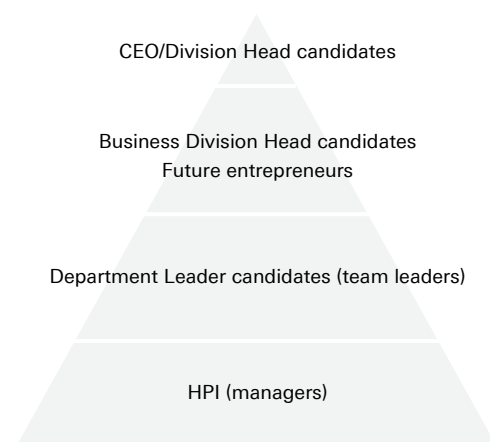 CEO/Division Head candidates
Business Division Head candidates
Future entrepreneurs
Department Leader candidates (team leaders)
HPI (managers)